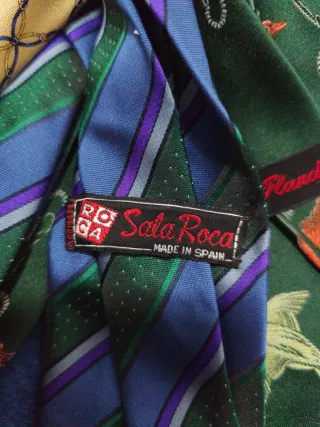 RO
CA
Sala Roca
MADE IN SPAIN